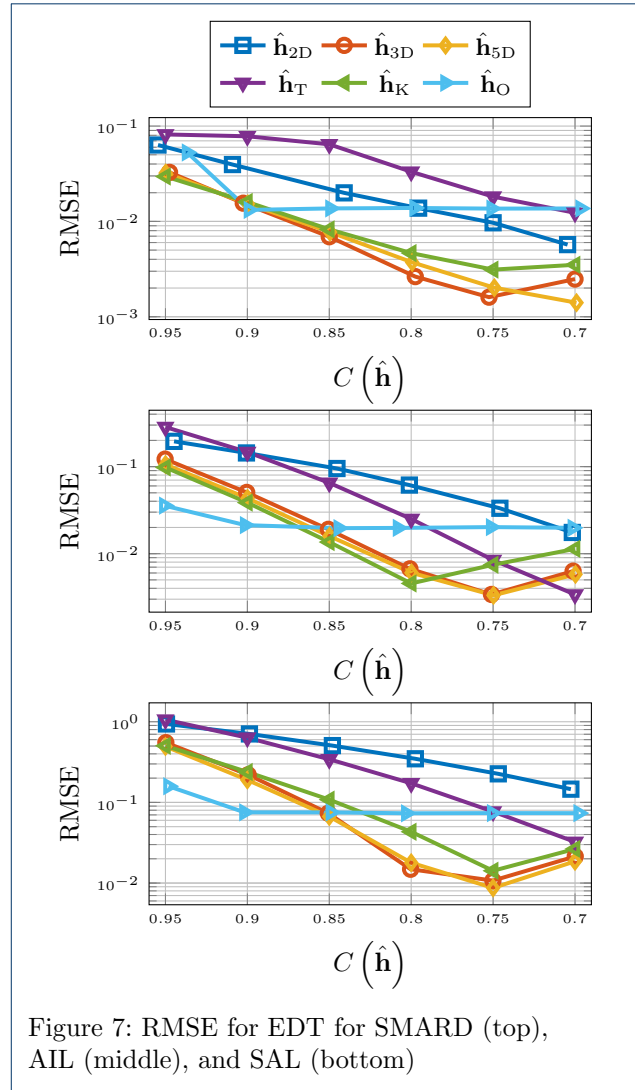 ĥ2D ĥ3D ĥ5D
ĥT ĥK ĥO
10⁻¹
10⁻²
10⁻³
RMSE
0.95 0.9 0.85 0.8 0.75 0.7
C (ĥ)
10⁻¹
10⁻²
RMSE
0.95 0.9 0.85 0.8 0.75 0.7
C (ĥ)
10⁰
10⁻¹
10⁻²
RMSE
0.95 0.9 0.85 0.8 0.75 0.7
C (ĥ)
Figure 7: RMSE for EDT for SMARD (top),
AIL (middle), and SAL (bottom)